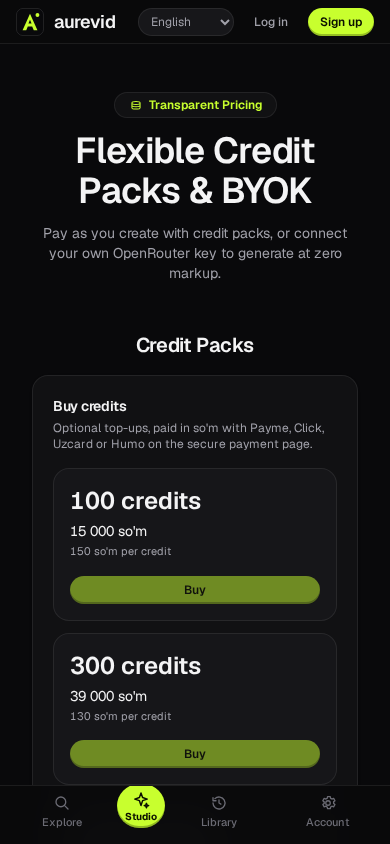 aurevid
English
Log in
Sign up
Transparent Pricing
Flexible Credit
Packs & BYOK
Pay as you create with credit packs, or connect
your own OpenRouter key to generate at zero
markup.
Credit Packs
Buy credits
Optional top-ups, paid in so'm with Payme, Click,
Uzcard or Humo on the secure payment page.
100 credits
15 000 so'm
150 so'm per credit
Buy
300 credits
39 000 so'm
130 so'm per credit
Buy
Explore
Studio
Library
Account